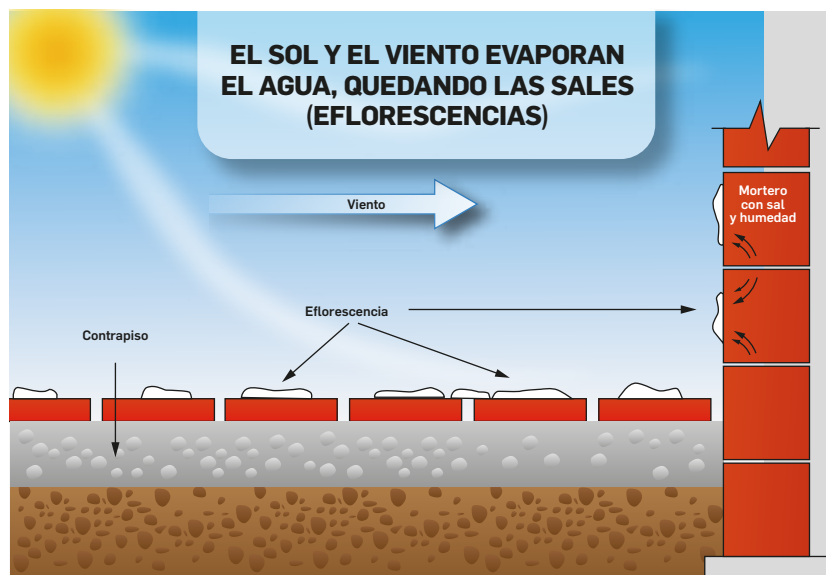 EL SOL Y EL VIENTO EVAPORAN
EL AGUA, QUEDANDO LAS SALES
(EFLORESCENCIAS)
Mortero
con sal
y humedad
Viento
Eflorescencia
Contrapiso